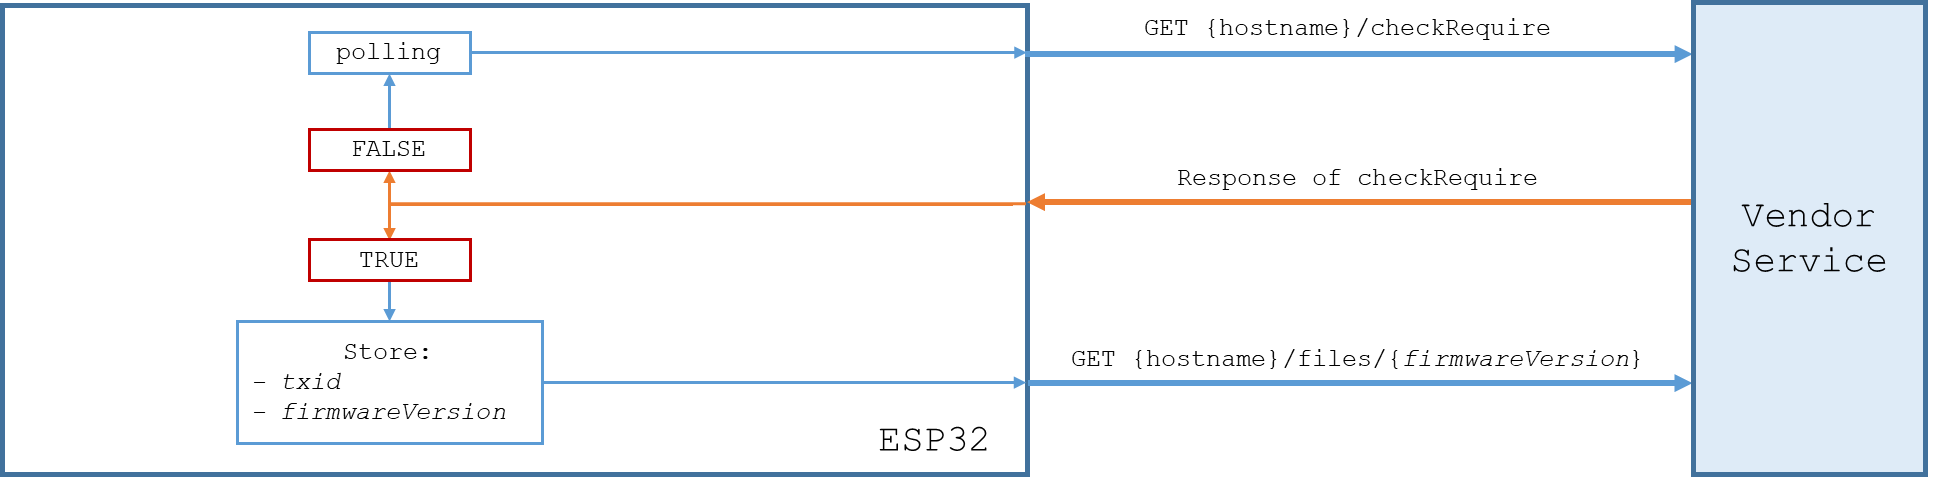 GET {hostname}/checkRequire
polling
FALSE
Response of checkRequire
TRUE
Vendor
Service
Store:
- txid
- firmwareVersion
GET {hostname}/files/{firmwareVersion}
ESP32